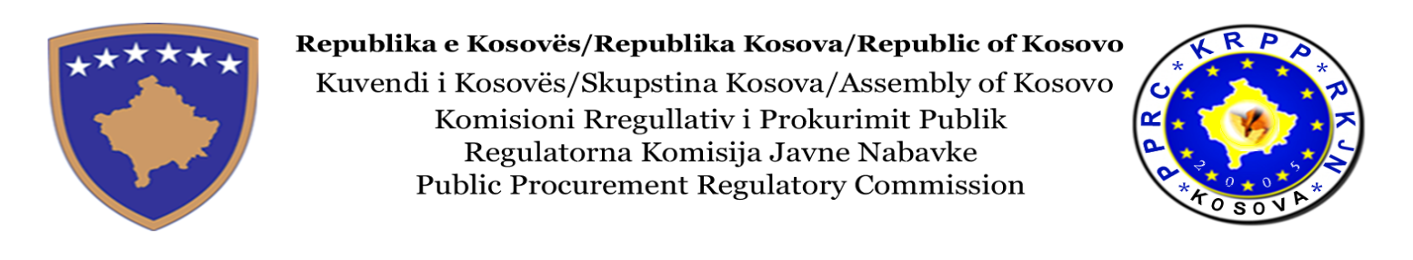 Republika e Kosovës/Republika Kosova/Republic of Kosovo
Kuvendi i Kosovës/Skupstina Kosova/Assembly of Kosovo
Komisioni Rregullativ i Prokurimit Publik
Regulatorna Komisija Javne Nabavke
Public Procurement Regulatory Commission
PPRC * KRPP * RKJN
* KOSOVA *
2005